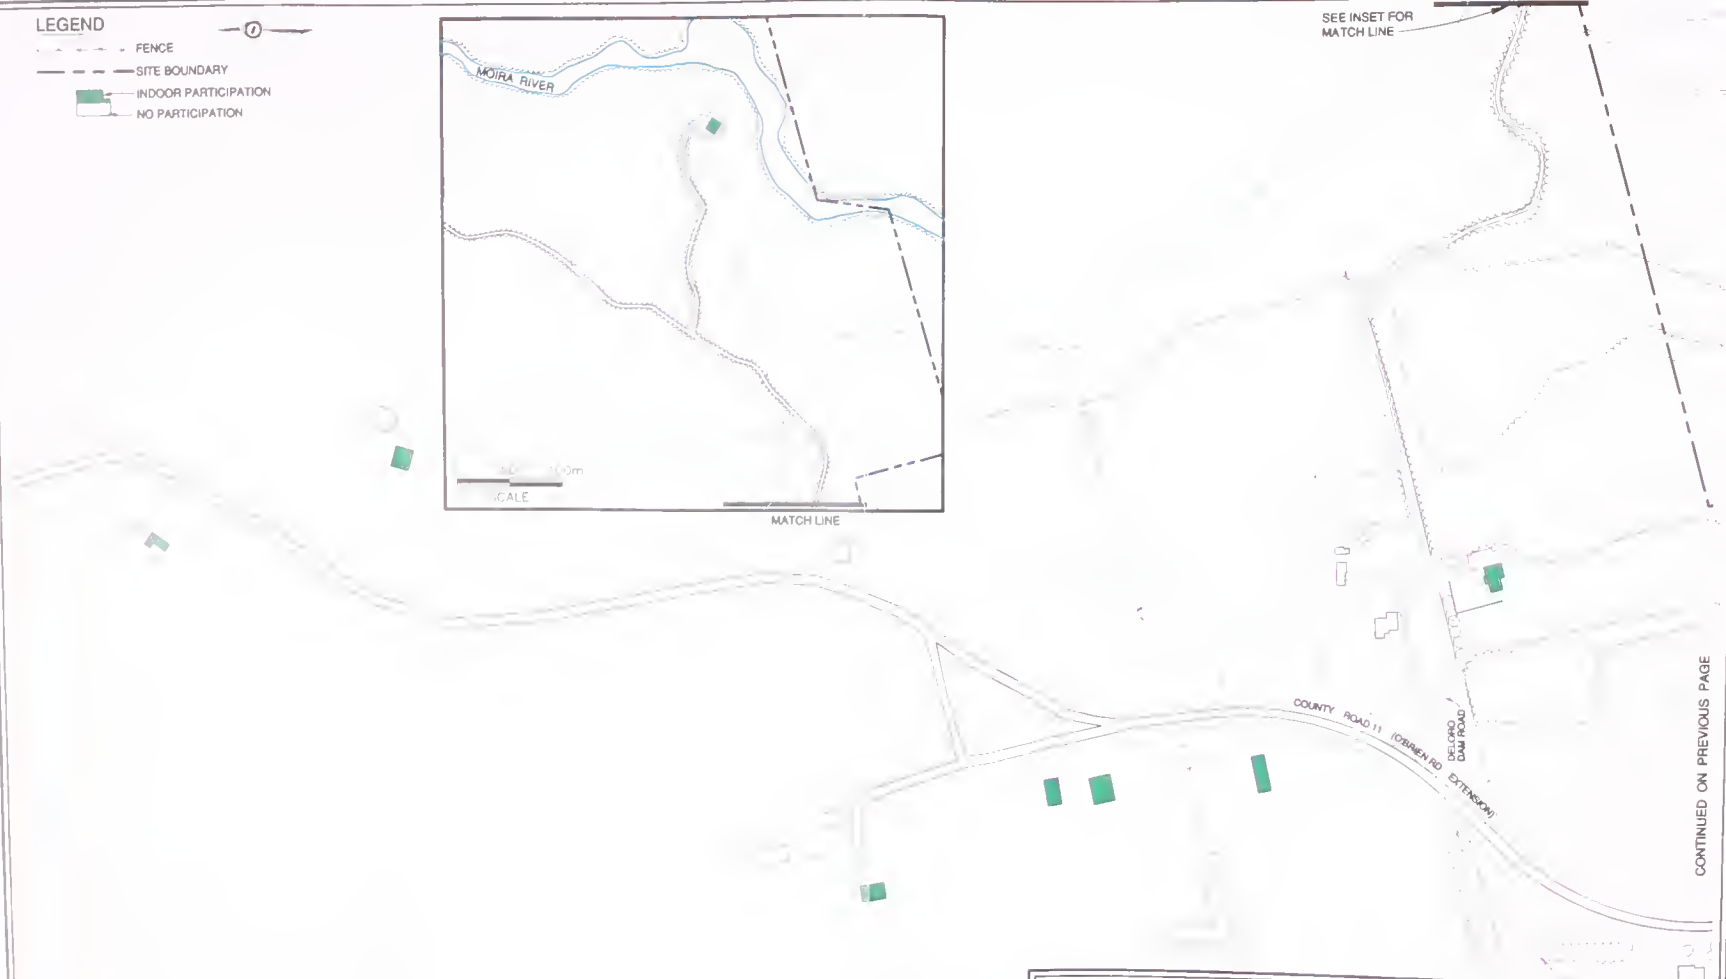 LEGEND
FENCE
SITE BOUNDARY
INDOOR PARTICIPATION
NO PARTICIPATION
MOIRA RIVER
SEE INSET FOR
MATCH LINE
MATCH LINE
COUNTY ROAD 11 (O'BRIEN RD EXTENSION)
DELORO
DAM ROAD
CONTINUED ON PREVIOUS PAGE